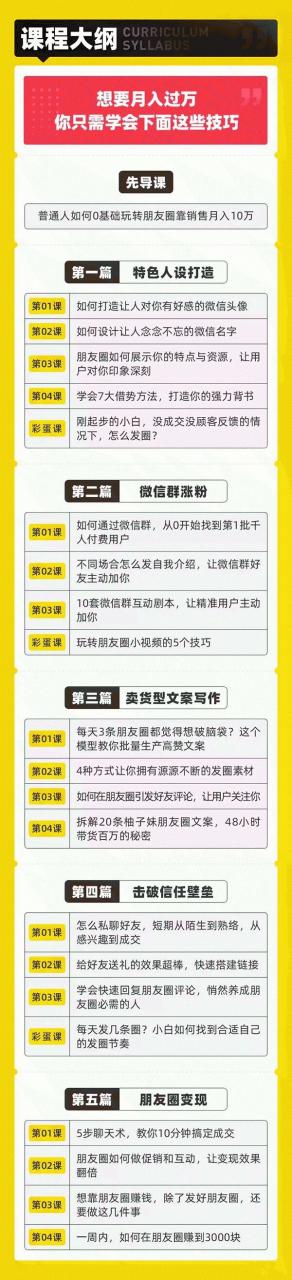 课程大纲
CURRICULUM
SYLLABUS
想要月入过万
你只需学会下面这些技巧
先导课
普通人如何0基础玩转朋友圈靠销售月入10万
第一篇 特色人设打造
第01课 如何打造让人对你有好感的微信头像
第02课 如何设计让人念念不忘的微信名字
第03课 朋友圈如何展示你的特点与资源，让用
户对你印象深刻
第04课 学会7大借势方法，打造你的强力背书
彩蛋课 刚起步的小白，没成交没顾客反馈的情
况下，怎么发圈？
第二篇 微信群涨粉
第01课 如何通过微信群，从0开始找到第1批千
人付费用户
第02课 不同场合怎么发自我介绍，让微信群好
友主动加你
第03课 10套微信群互动剧本，让精准用户主动
加你
彩蛋课 玩转朋友圈小视频的5个技巧
第三篇 卖货型文案写作
第01课 每天3条朋友圈都觉得想破脑袋？这个
模型教你批量生产高赞文案
第02课 4种方式让你拥有源源不断的发圈素材
第03课 如何在朋友圈引发好友评论，让用户关注你
第04课 拆解20条柚子妹朋友圈文案，48小时
带货百万的秘密
第四篇 击破信任壁垒
第01课 怎么私聊好友，短期从陌生到熟络，从
感兴趣到成交
第02课 给好友送礼的效果超棒，快速搭建链接
第03课 学会快速回复朋友圈评论，悄然养成朋
友圈必需的人
彩蛋课 每天发几条圈？小白如何找到合适自己
的发圈节奏
第五篇 朋友圈变现
第01课 5步聊天术，教你10分钟搞定成交
第02课 朋友圈如何做促销和互动，让变现效果
翻倍
第03课 想靠朋友圈赚钱，除了发好朋友圈，还
要做这几件事
第04课 一周内，如何在朋友圈赚到3000块